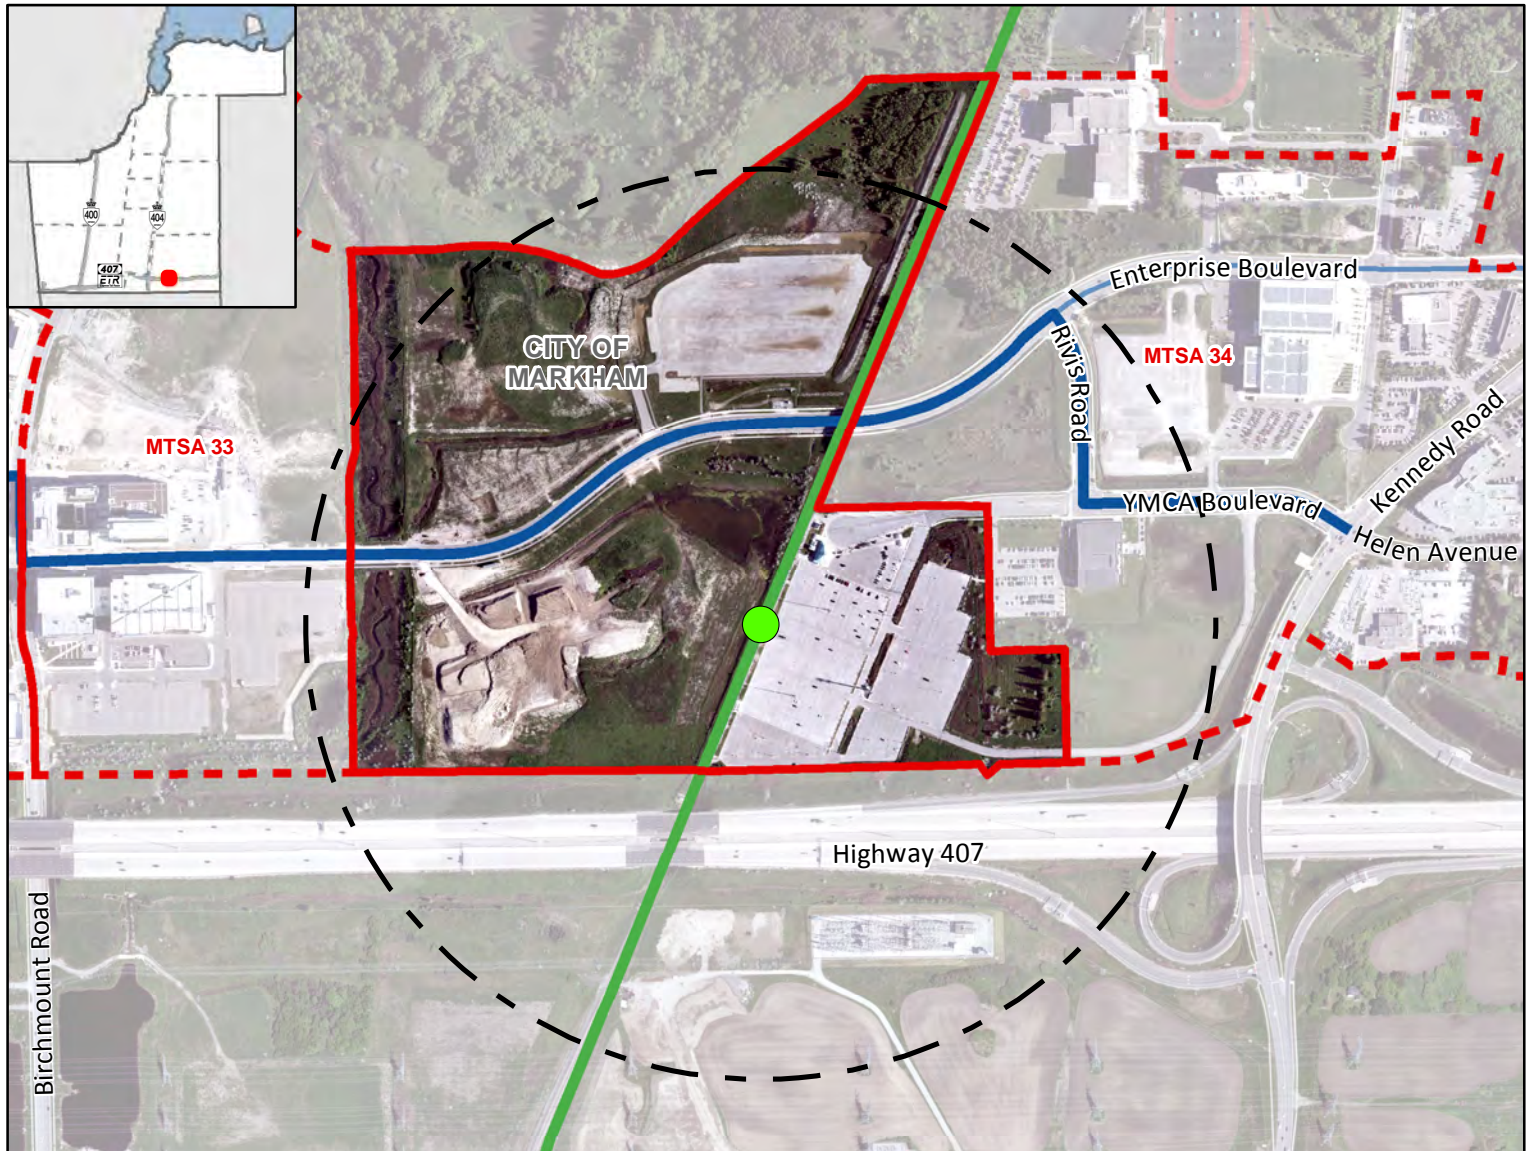 400
404
407
ETR
Enterprise Boulevard
CITY OF
MARKHAM
Rivis Road
MTSA 34
MTSA 33
Kennedy Road
YMCA Boulevard
Helen Avenue
Highway 407
Birchmount Road